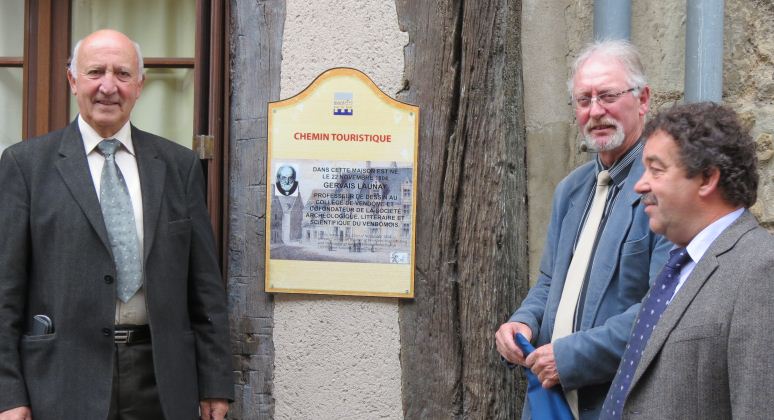 CHEMIN TOURISTIQUE
DANS CETTE MAISON EST NE
LE 22 NOVEMBRE 1804
GERVAIS LAUNAY
PROFESSEUR DE DESSIN AU
COLLÈGE DE VENDÔME ET
COFONDATEUR DE LA SOCIÉTÉ
ARCHÉOLOGIQUE, LITTÉRAIRE ET
SCIENTIFIQUE DU VENDÔMOIS.